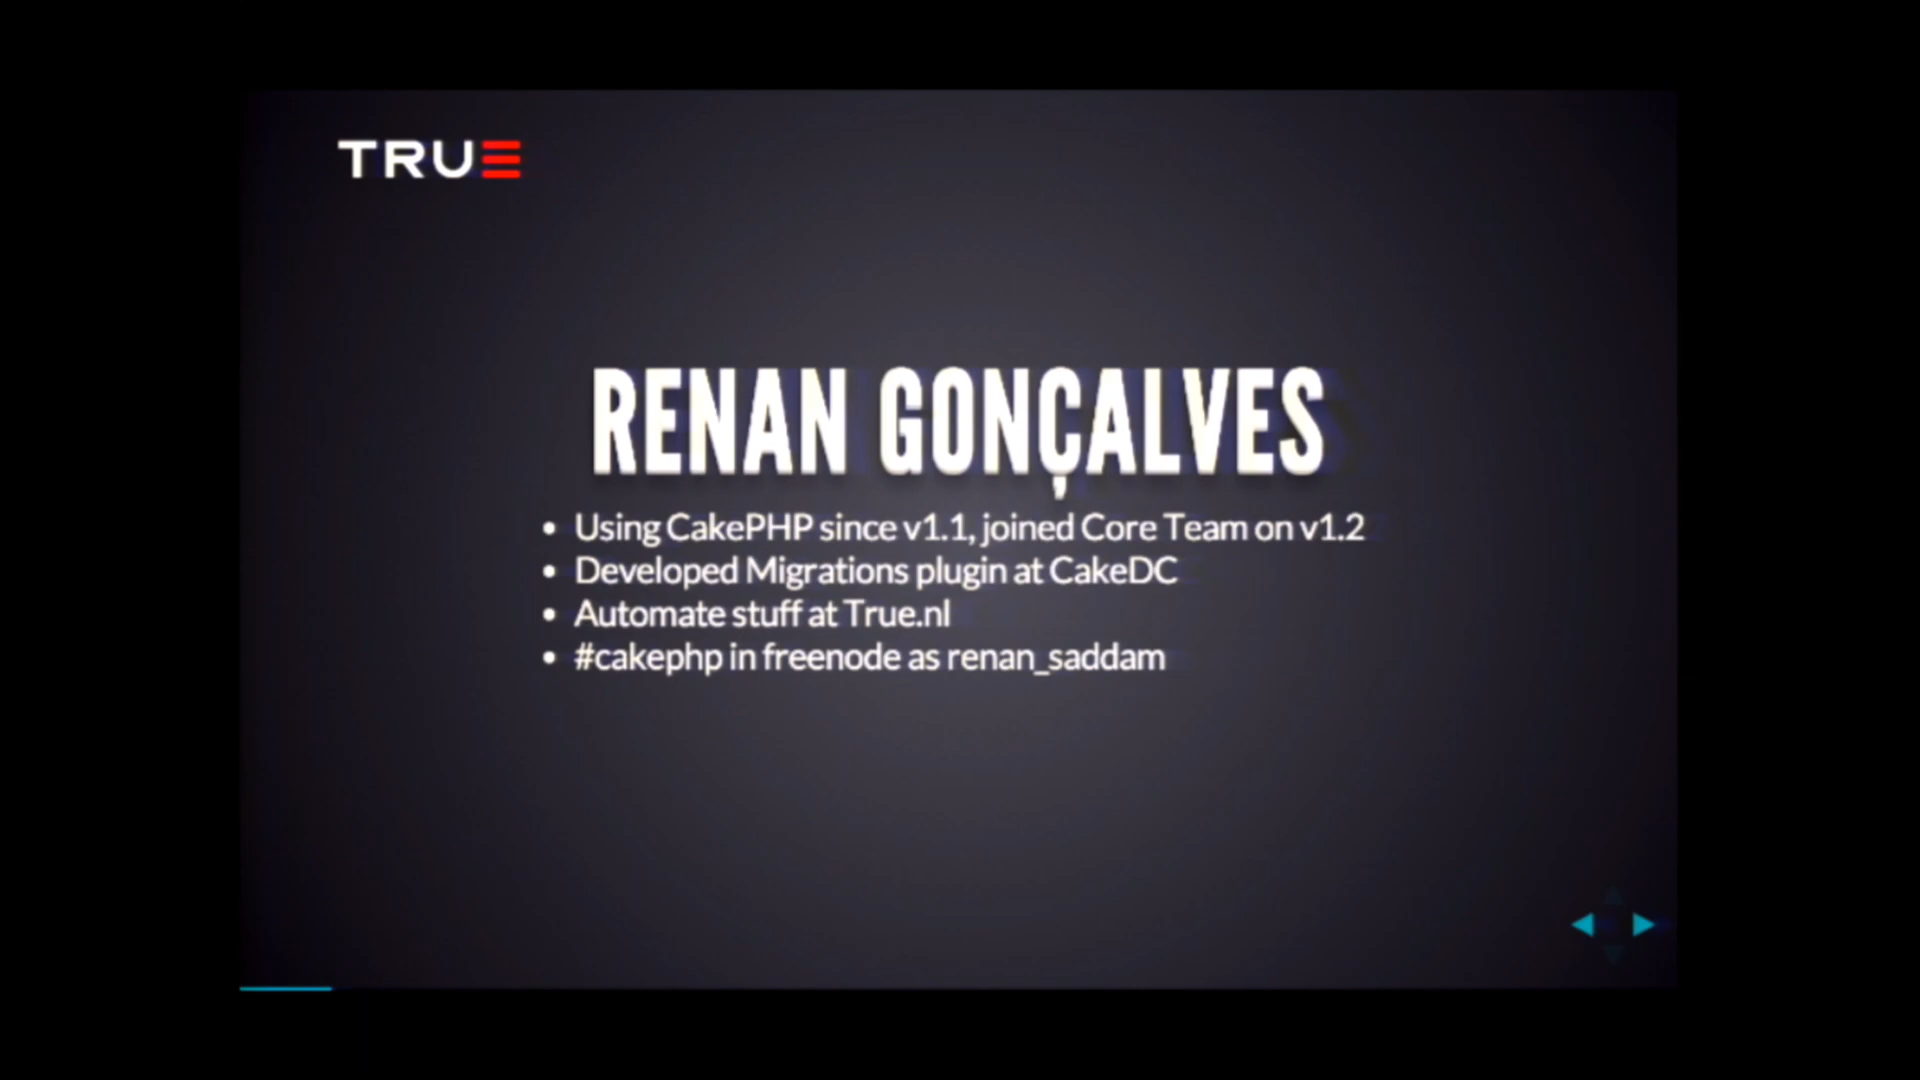 TRUE
RENAN GONÇALVES
• Using CakePHP since v1.1, joined Core Team on v1.2
• Developed Migrations plugin at CakeDC
• Automate stuff at True.nl
• #cakephp in freenode as renan_saddam